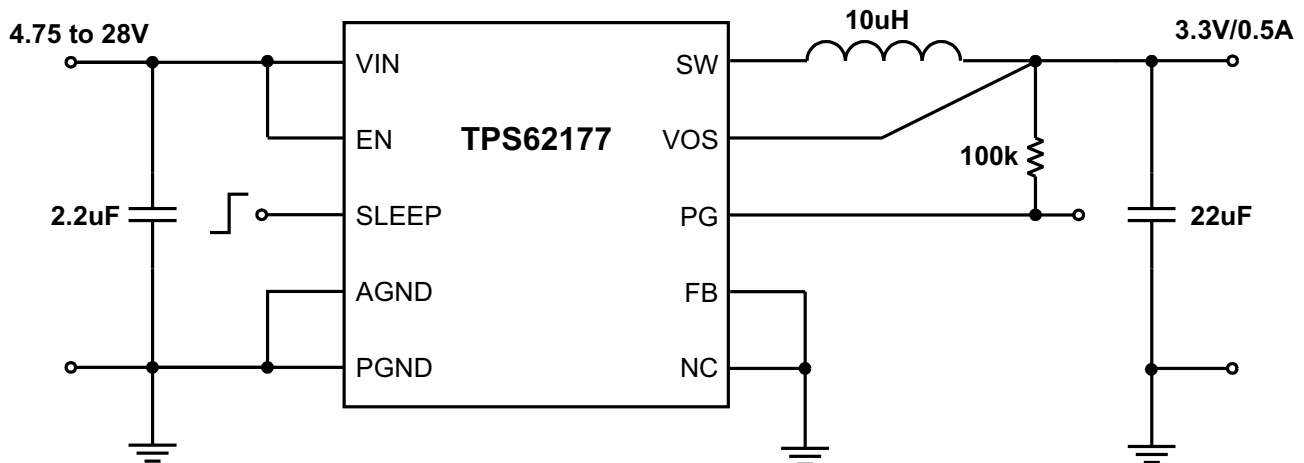 4.75 to 28V
10uH
3.3V/0.5A
VIN
SW
EN
TPS62177
VOS
100k
2.2uF
SLEEP
PG
22uF
AGND
FB
PGND
NC